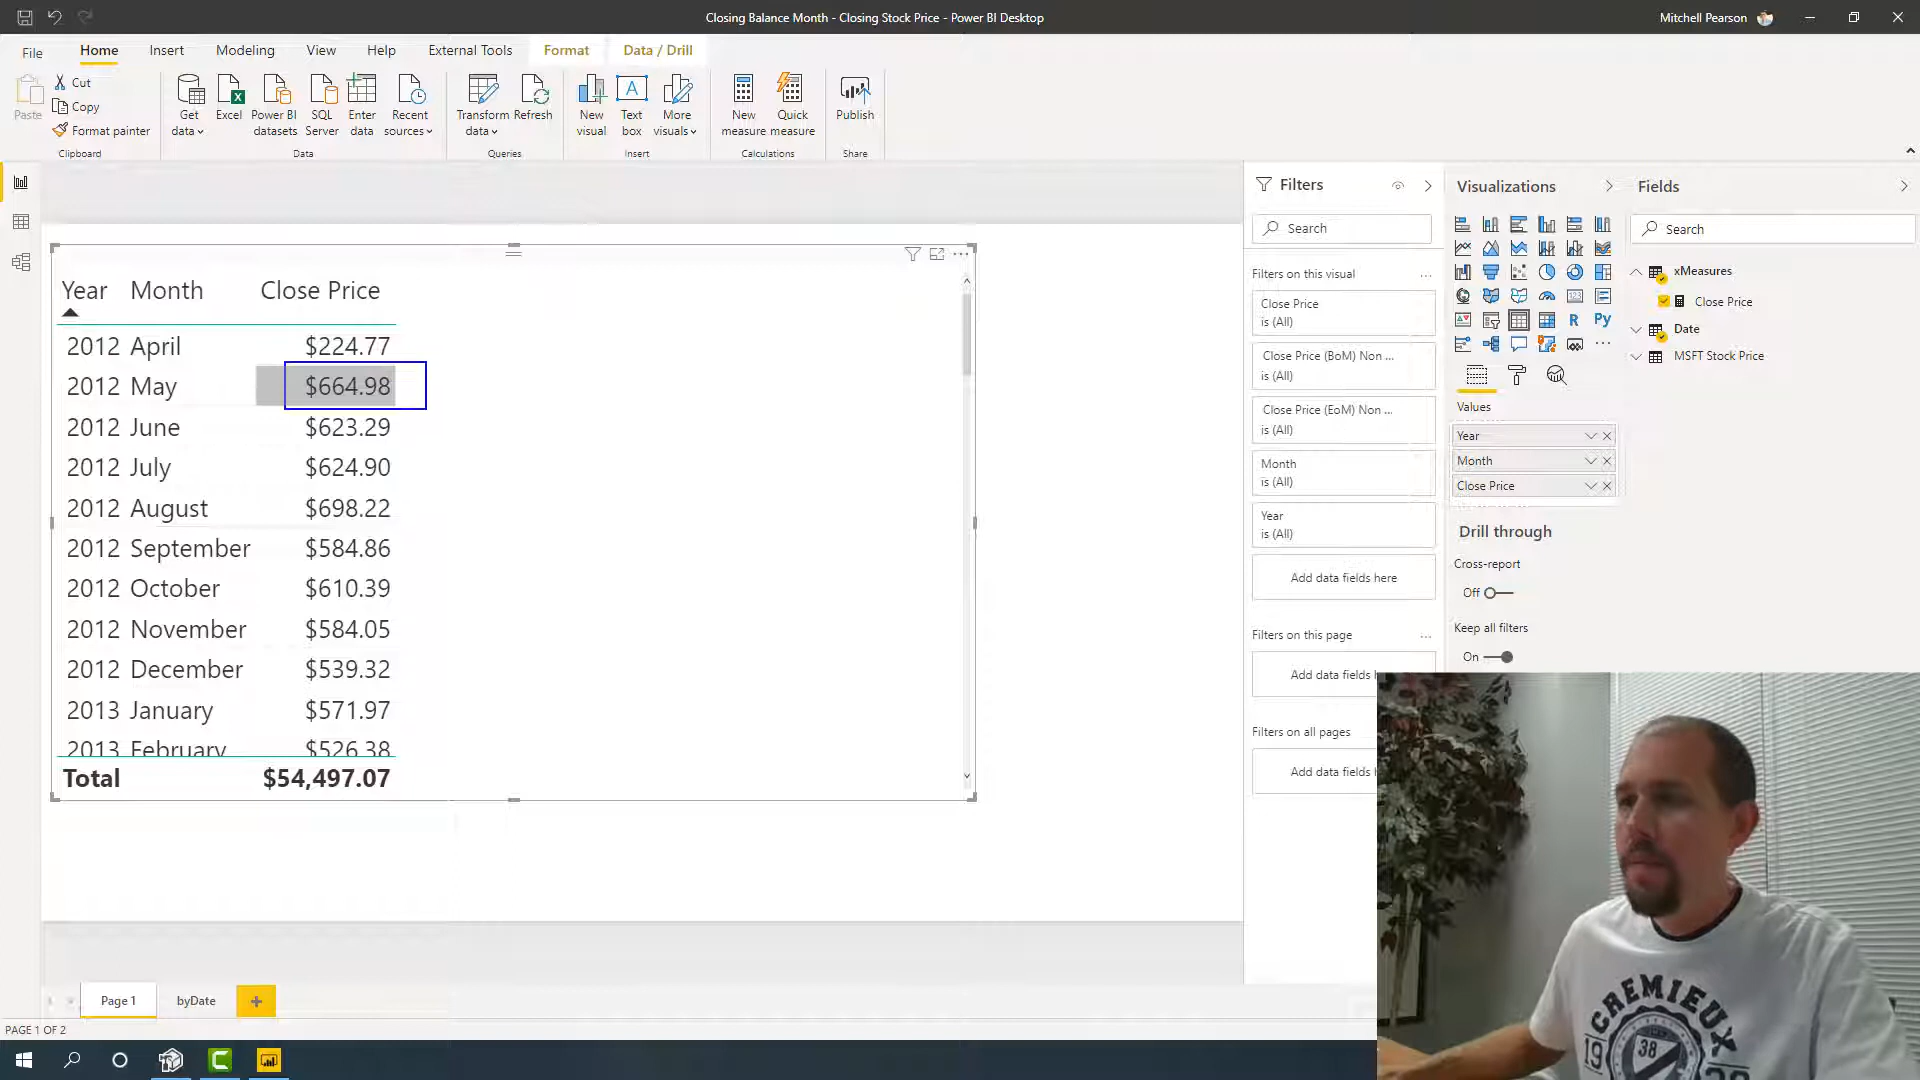 Closing Balance Month - Closing Stock Price - Power BI Desktop
Mitchell Pearson
File
Home
Insert
Modeling
View
Help
External Tools
Format
Data / Drill
Paste
Cut
Copy
Format painter
Get data
Excel
Power BI datasets
SQL Server
Enter data
Recent sources
Transform data
Refresh
New visual
Text box
More visuals
New measure
Quick measure
Publish
Clipboard
Data
Queries
Insert
Calculations
Share
Year Month Close Price
2012 April $224.77
2012 May $664.98
2012 June $623.29
2012 July $624.90
2012 August $698.22
2012 September $584.86
2012 October $610.39
2012 November $584.05
2012 December $539.32
2013 January $571.97
2013 February $526.38
Total $54,497.07
Filters
Search
Filters on this visual
Close Price
is (All)
Close Price (BoM) Non ...
is (All)
Close Price (EoM) Non ...
is (All)
Month
is (All)
Year
is (All)
Add data fields here
Filters on this page
Add data fields h
Filters on all pages
Add data fields h
Visualizations
R
Py
Values
Year
Month
Close Price
Drill through
Cross-report
Off
Keep all filters
On
Fields
Search
xMeasures
Close Price
Date
MSFT Stock Price
Page 1
byDate
PAGE 1 OF 2
CREMIEUX
19
38